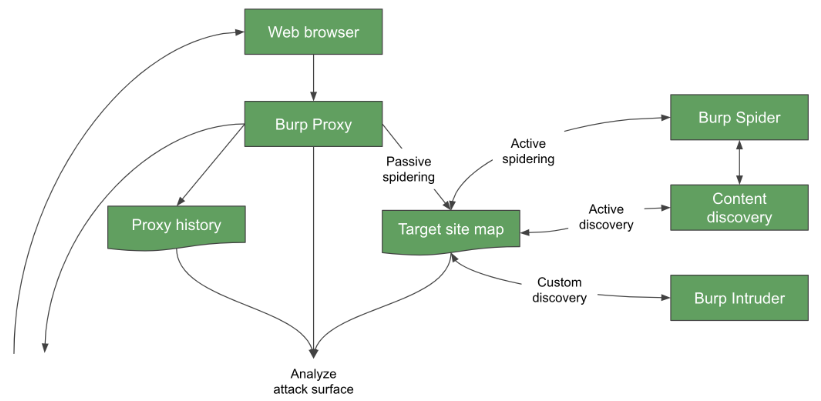 Web browser
Burp Proxy
Passive
spidering
Active
spidering
Burp Spider
Proxy history
Target site map
Active
discovery
Content
discovery
Custom
discovery
Burp Intruder
Analyze
attack surface